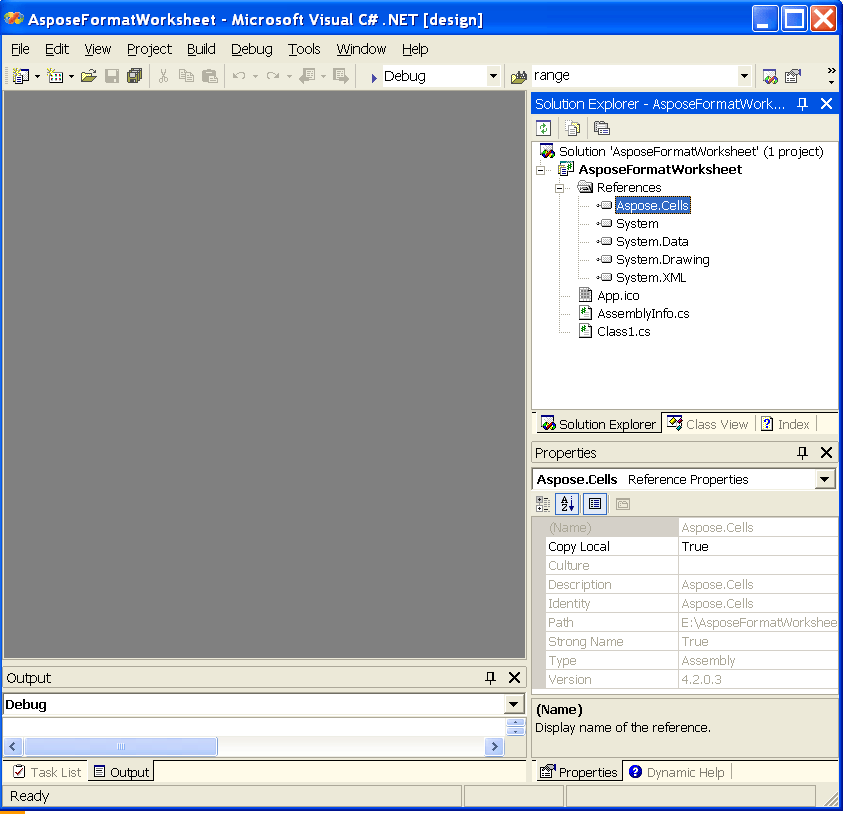 AsposeFormatWorksheet - Microsoft Visual C# .NET [design]
File Edit View Project Build Debug Tools Window Help
Debug range
Solution Explorer - AsposeFormatWork...
Solution 'AsposeFormatWorksheet' (1 project)
AsposeFormatWorksheet
References
Aspose.Cells
System
System.Data
System.Drawing
System.XML
App.ico
AssemblyInfo.cs
Class1.cs
Solution Explorer Class View Index
Properties
Aspose.Cells Reference Properties
(Name) Aspose.Cells
Copy Local True
Culture
Description Aspose.Cells
Identity Aspose.Cells
Path E:\AsposeFormatWorkshee
Strong Name True
Type Assembly
Version 4.2.0.3
(Name)
Display name of the reference.
Properties Dynamic Help
Output
Debug
Task List Output
Ready